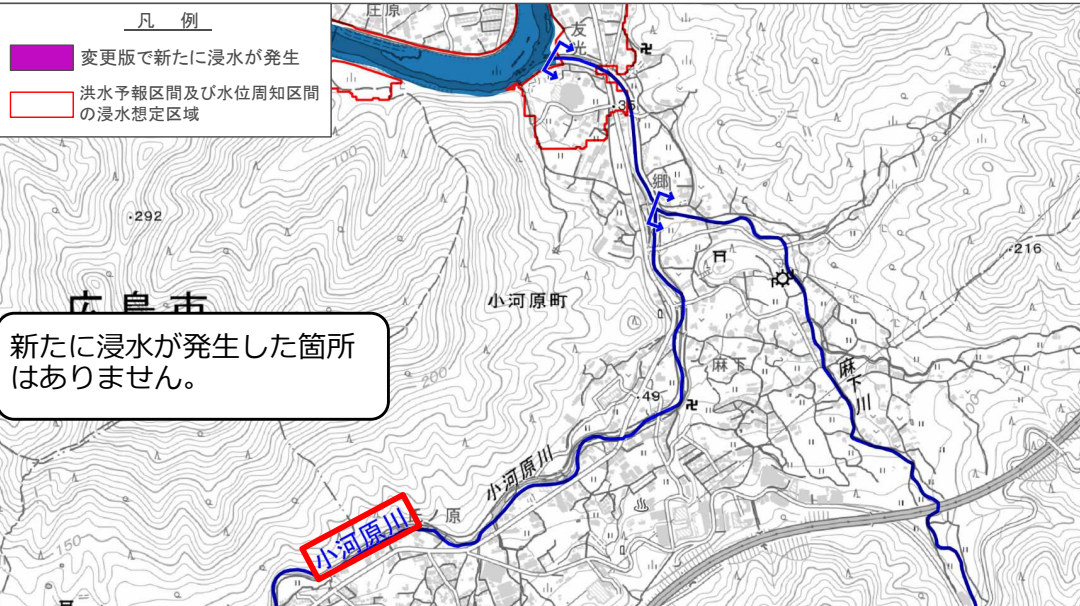 凡 例
変更版で新たに浸水が発生
洪水予報区間及び水位周知区間
の浸水想定区域
庄原
友光
・35
郷
100
・292
・216
広島市
小河原町
新たに浸水が発生した箇所
はありません。
200
麻下
麻下川
・49
小河原川
ノ原
小河原川
150